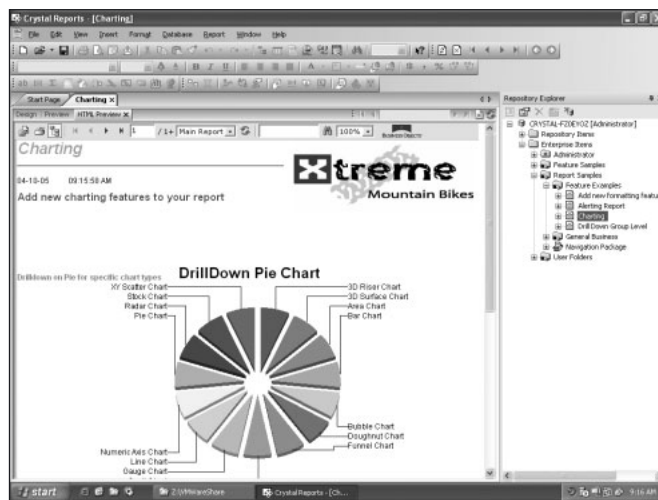 Crystal Reports - [Charting]
File Edit View Insert Format Database Report Window Help
Start Page Charting
Design Preview HTML Preview
1 / 1+ Main Report 100%
Charting
Xtreme
Mountain Bikes
04-10-05 09:15:50 AM
Add new charting features to your report
DrillDown Pie Chart
Drilldown on Pie for specific chart types
XY Scatter Chart
Stock Chart
Radar Chart
Pie Chart
3D Riser Chart
3D Surface Chart
Area Chart
Bar Chart
Numeric Axis Chart
Line Chart
Gauge Chart
Bubble Chart
Doughnut Chart
Funnel Chart
Repository Explorer
[Administrator]
Repository Items
Enterprise Items
Administrator
Feature Samples
Report Samples
Feature Examples
Add new formatting featu
Alerting Report
Charting
DrillDown Group Level
General Business
Navigation Package
User Folders
start
Z:\VMWareShare
Crystal Reports - [Ch...
9:16 AM